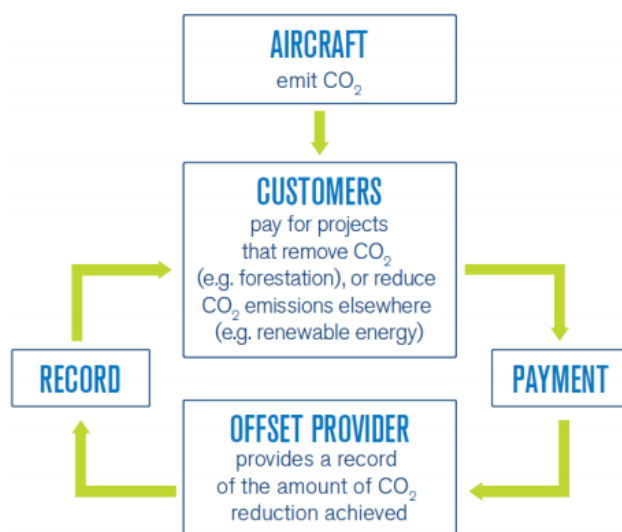 AIRCRAFT
emit CO₂
CUSTOMERS
pay for projects
that remove CO₂
(e.g. forestation), or reduce
CO₂ emissions elsewhere
(e.g. renewable energy)
RECORD
PAYMENT
OFFSET PROVIDER
provides a record
of the amount of CO₂
reduction achieved